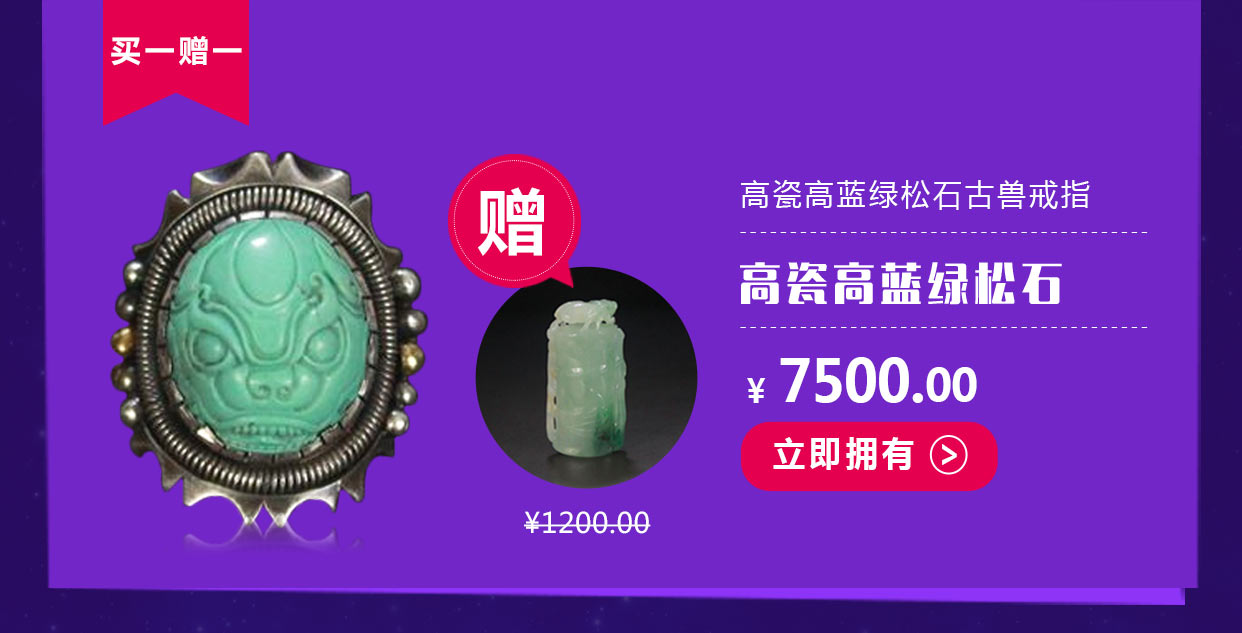 买一赠一
赠
¥1200.00
高瓷高蓝绿松石古兽戒指
高瓷高蓝绿松石
¥ 7500.00
立即拥有 >